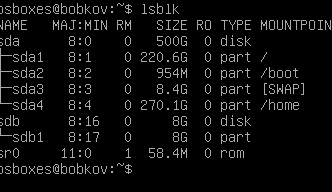 osboxes@bobkov:~$ lsblk
NAME   MAJ:MIN RM   SIZE RO TYPE MOUNTPOIN
sda      8:0    0   500G  0 disk
├─sda1   8:1    0 220.6G  0 part /
├─sda2   8:2    0   954M  0 part /boot
├─sda3   8:3    0   8.4G  0 part [SWAP]
└─sda4   8:4    0 270.1G  0 part /home
sdb      8:16   0     8G  0 disk
└─sdb1   8:17   0     8G  0 part
sr0     11:0    1  58.4M  0 rom
osboxes@bobkov:~$